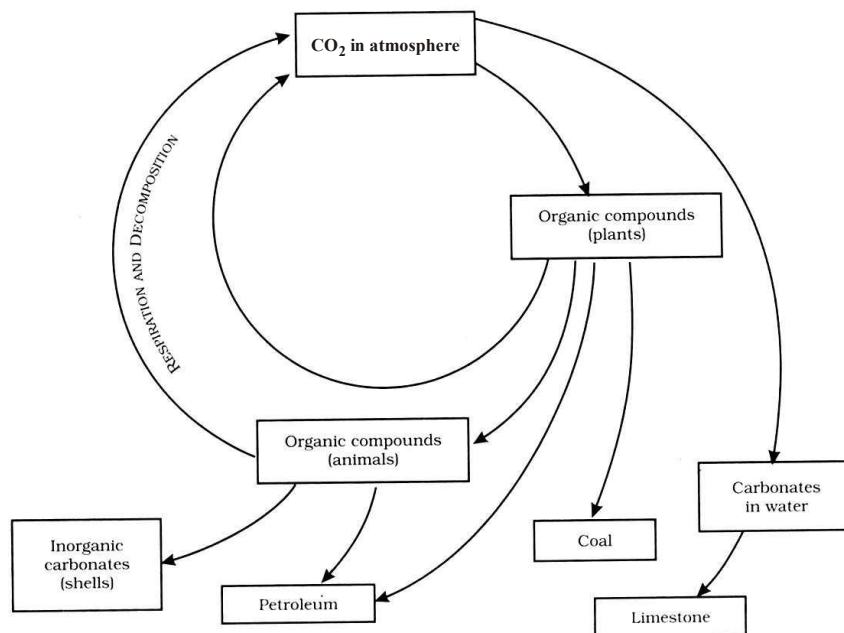 CO₂ in atmosphere
RESPIRATION AND DECOMPOSITION
Organic compounds
(plants)
Organic compounds
(animals)
Carbonates
in water
Inorganic
carbonates
(shells)
Coal
Petroleum
Limestone